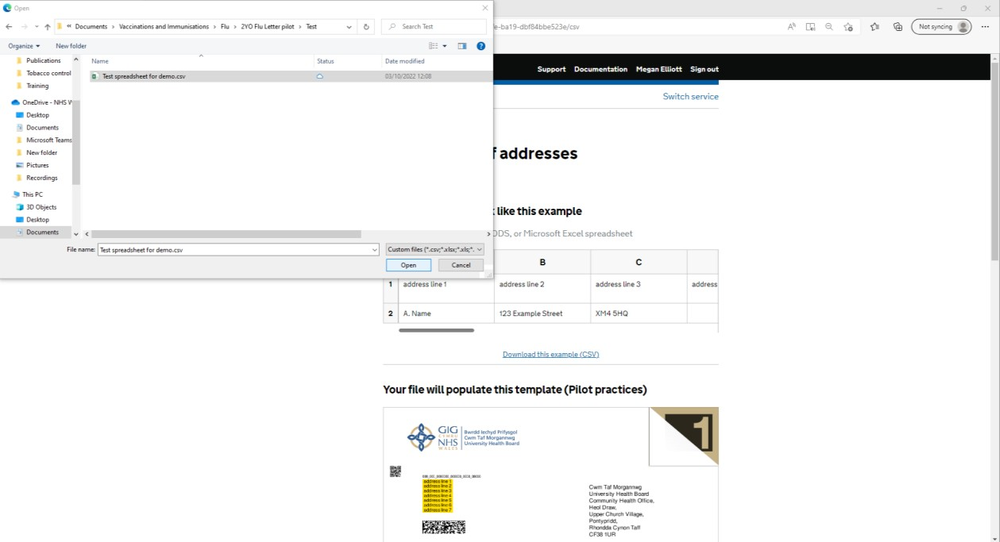 Open
« Documents > Vaccinations and Immunisations > Flu > 2YO Flu Letter pilot > Test
Search Test
Organize
New folder
Publications
Tobacco control
Training
OneDrive - NHS W
Desktop
Documents
Microsoft Teams
New folder
Pictures
Recordings
This PC
3D Objects
Desktop
Documents
Name Status Date modified
Test spreadsheet for demo.csv 03/10/2022 12:08
File name: Test spreadsheet for demo.csv
Custom files (*.csv;*.xlsx;*.xls;*.
Open Cancel
-ba19-dbf84bbe523e/csv
Not syncing
Support Documentation Megan Elliott Sign out
Switch service
f addresses
like this example
ODS, or Microsoft Excel spreadsheet
B C
1 address line 1 address line 2 address line 3 address
2 A. Name 123 Example Street XM4 5HQ
Download this example (CSV)
Your file will populate this template (Pilot practices)
GIG
CYMRU
NHS
WALES
Bwrdd Iechyd Prifysgol
Cwm Taf Morgannwg
University Health Board
1
address line 1
address line 2
address line 3
address line 4
address line 5
address line 6
address line 7
Cwm Taf Morgannwg
University Health Board
Community Health Office,
Heol Draw,
Upper Church Village,
Pontypridd,
Rhondda Cynon Taff
CF38 1UR